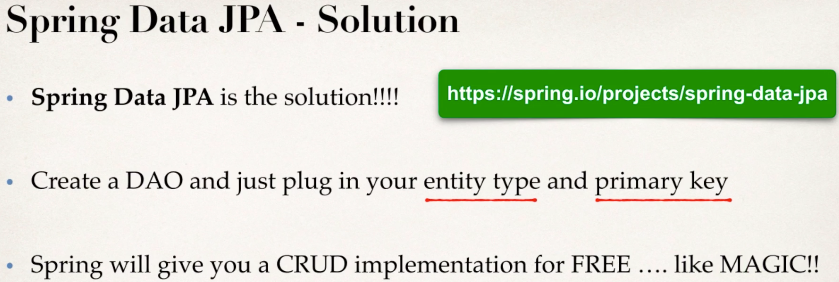 Spring Data JPA - Solution
• Spring Data JPA is the solution!!!!
https://spring.io/projects/spring-data-jpa
• Create a DAO and just plug in your entity type and primary key
• Spring will give you a CRUD implementation for FREE …. like MAGIC!!